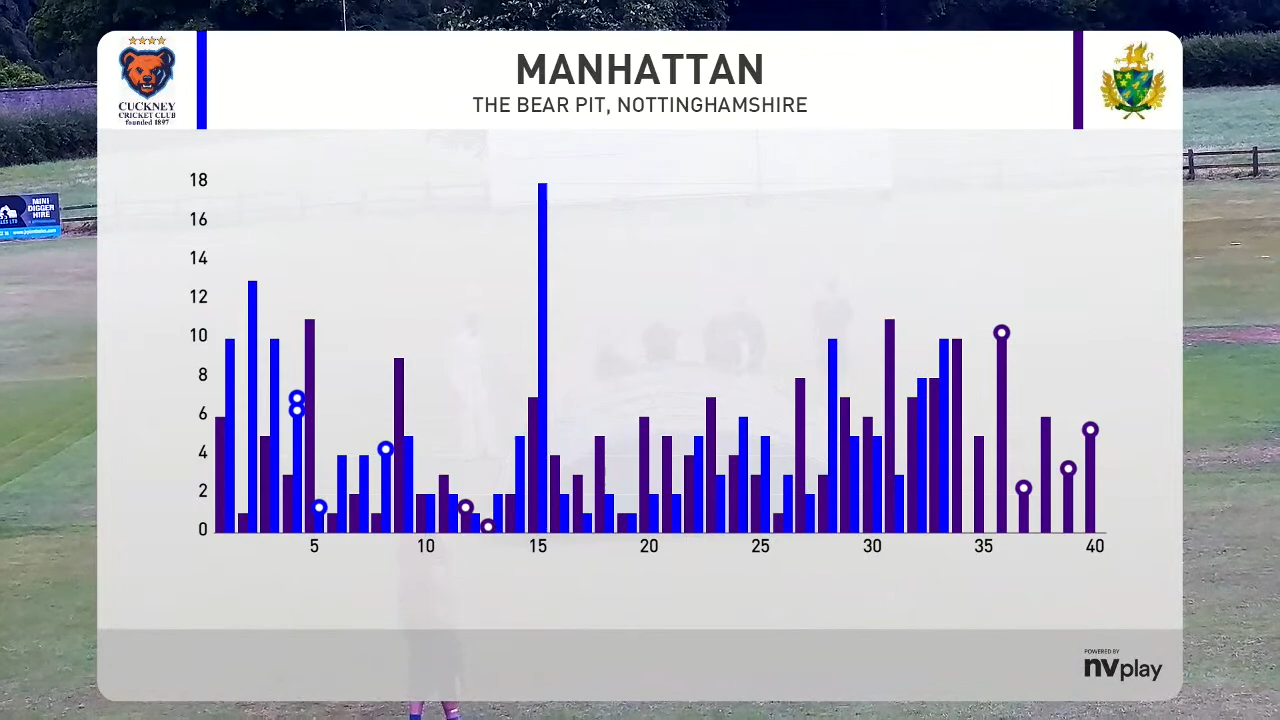 CUCKNEY
CRICKET CLUB
founded 1897
MANHATTAN
THE BEAR PIT, NOTTINGHAMSHIRE
18
16
14
12
10
8
6
4
2
0
5 10 15 20 25 30 35 40
MINI
DIGGER
HIRE
POWERED BY
nvplay